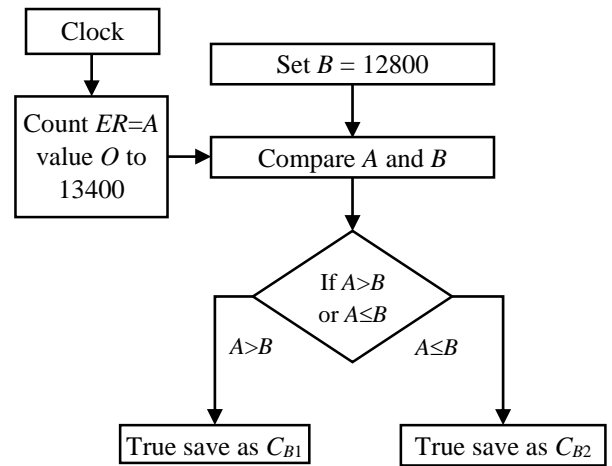 Clock
Set B = 12800
Count ER=A
value O to
13400
Compare A and B
If A>B
or A≤B
A>B
A≤B
True save as CB1
True save as CB2